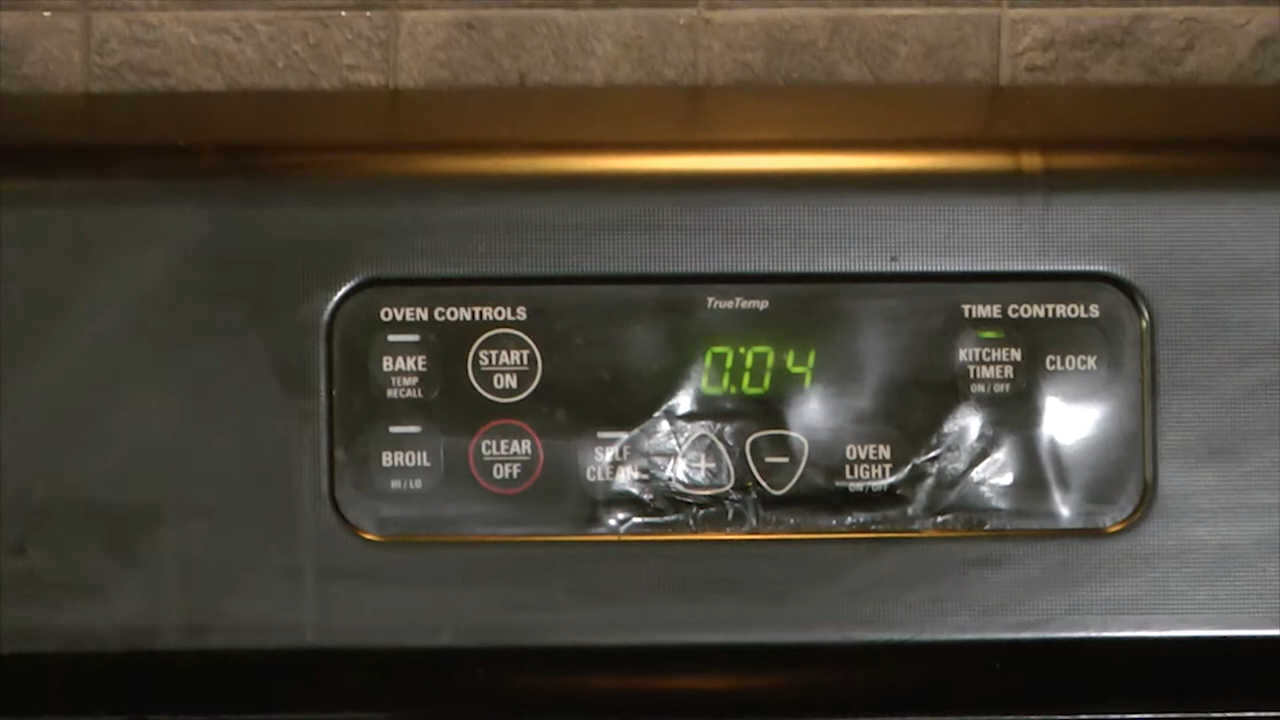 TrueTemp
OVEN CONTROLS
TIME CONTROLS
BAKE
TEMP
RECALL
START
ON
0:04
KITCHEN
TIMER
ON / OFF
CLOCK
BROIL
HI / LO
CLEAR
OFF
SELF
CLEAN
+
−
OVEN
LIGHT
ON / OFF